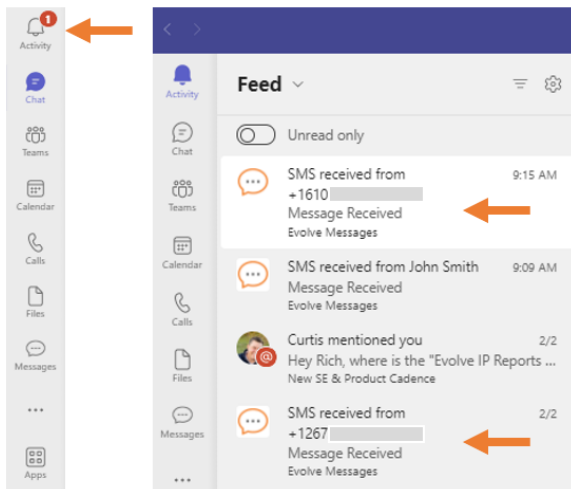 1
Activity
Chat
Teams
Calendar
Calls
Files
Messages
...
Apps
Activity
Chat
Teams
Calendar
Calls
Files
Messages
...
Feed
Unread only
SMS received from 9:15 AM
+1610
Message Received
Evolve Messages
SMS received from John Smith 9:09 AM
Message Received
Evolve Messages
Curtis mentioned you 2/2
@ Hey Rich, where is the "Evolve IP Reports ...
New SE & Product Cadence
SMS received from 2/2
+1267
Message Received
Evolve Messages